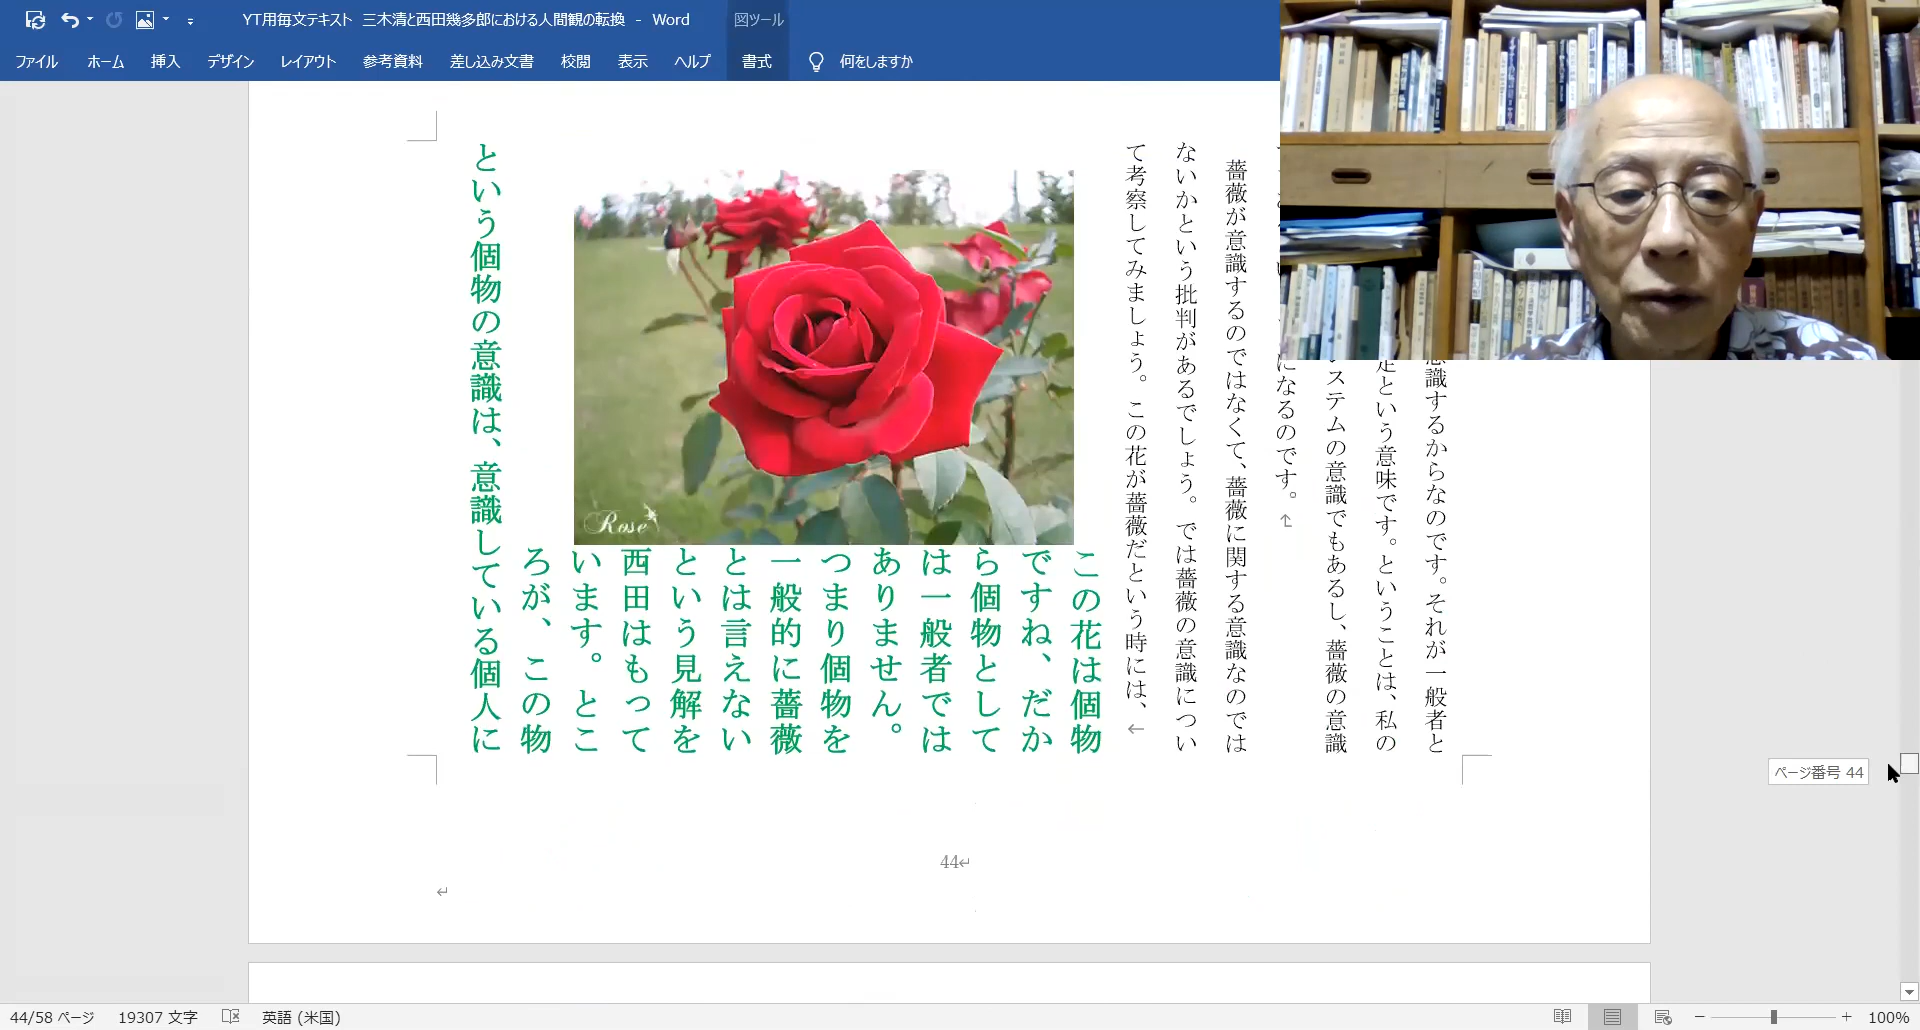 YT用毎文テキスト 三木清と西田幾多郎における人間観の転換 - Word
図ツール
ファイル ホーム 挿入 デザイン レイアウト 参考資料 差し込み文書 校閲 表示 ヘルプ 書式 何をしますか
識するからなのです。それが一般者と
という意味です。ということは、私の
ステムの意識でもあるし、薔薇の意識
になるのです。
薔薇が意識するのではなくて、薔薇に関する意識なのでは
ないかという批判があるでしょう。では薔薇の意識につい
て考察してみましょう。この花が薔薇だという時には、
Rose
この花は個物
ですね、だか
ら個物として
は一般者では
ありません。
つまり個物を
一般的に薔薇
とは言えない
という見解を
西田はもって
います。とこ
ろが、この物
という個物の意識は、意識している個人に
ページ番号 44
44
44/58 ページ 19307 文字 英語 (米国) 100%